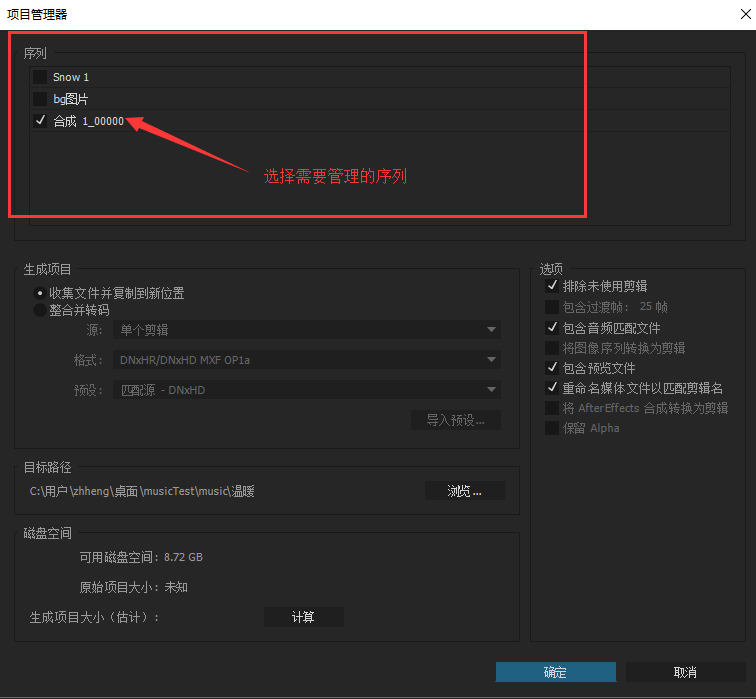 项目管理器
序列
Snow 1
bg图片
合成 1_00000
选择需要管理的序列
生成项目
收集文件并复制到新位置
整合并转码
源: 单个剪辑
格式: DNxHR/DNxHD MXF OP1a
预设: 匹配源 - DNxHD
导入预设...
选项
排除未使用剪辑
包含过渡帧: 25 帧
包含音频匹配文件
将图像序列转换为剪辑
包含预览文件
重命名媒体文件以匹配剪辑名
将 AfterEffects 合成转换为剪辑
保留 Alpha
目标路径
C:\用户\zhheng\桌面\musicTest\music\温暖
浏览...
磁盘空间
可用磁盘空间: 8.72 GB
原始项目大小: 未知
生成项目大小（估计）:
计算
确定
取消